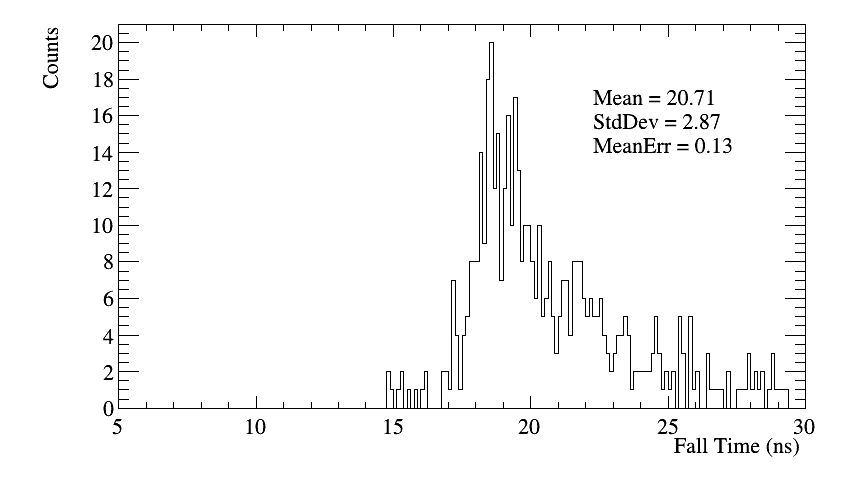 Counts
20
18
16
14
12
10
8
6
4
2
0
Mean = 20.71
StdDev = 2.87
MeanErr = 0.13
5 10 15 20 25 30
Fall Time (ns)